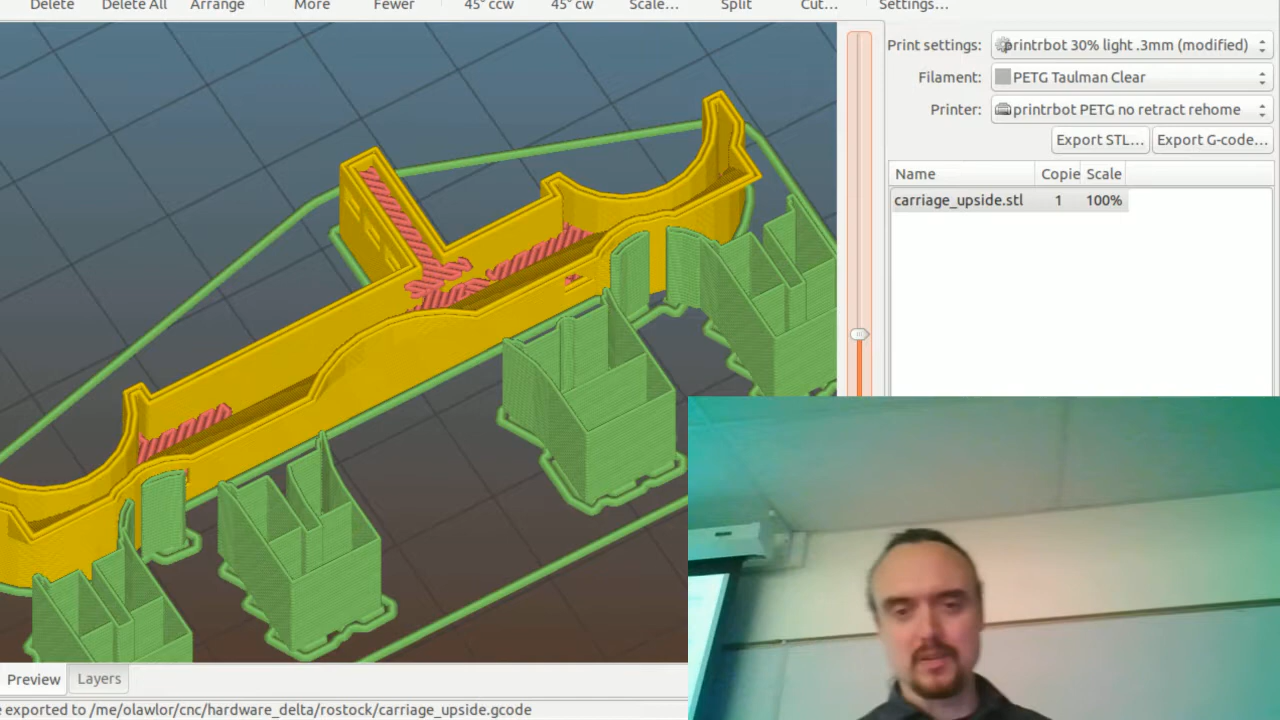 Delete Delete All Arrange More Fewer 45° ccw 45° cw Scale… Split Cut… Settings…
Print settings: printrbot 30% light .3mm (modified)
Filament: PETG Taulman Clear
Printer: printrbot PETG no retract rehome
Export STL… Export G-code…
Name Copie Scale
carriage_upside.stl 1 100%
Preview Layers
exported to /me/olawlor/cnc/hardware_delta/rostock/carriage_upside.gcode